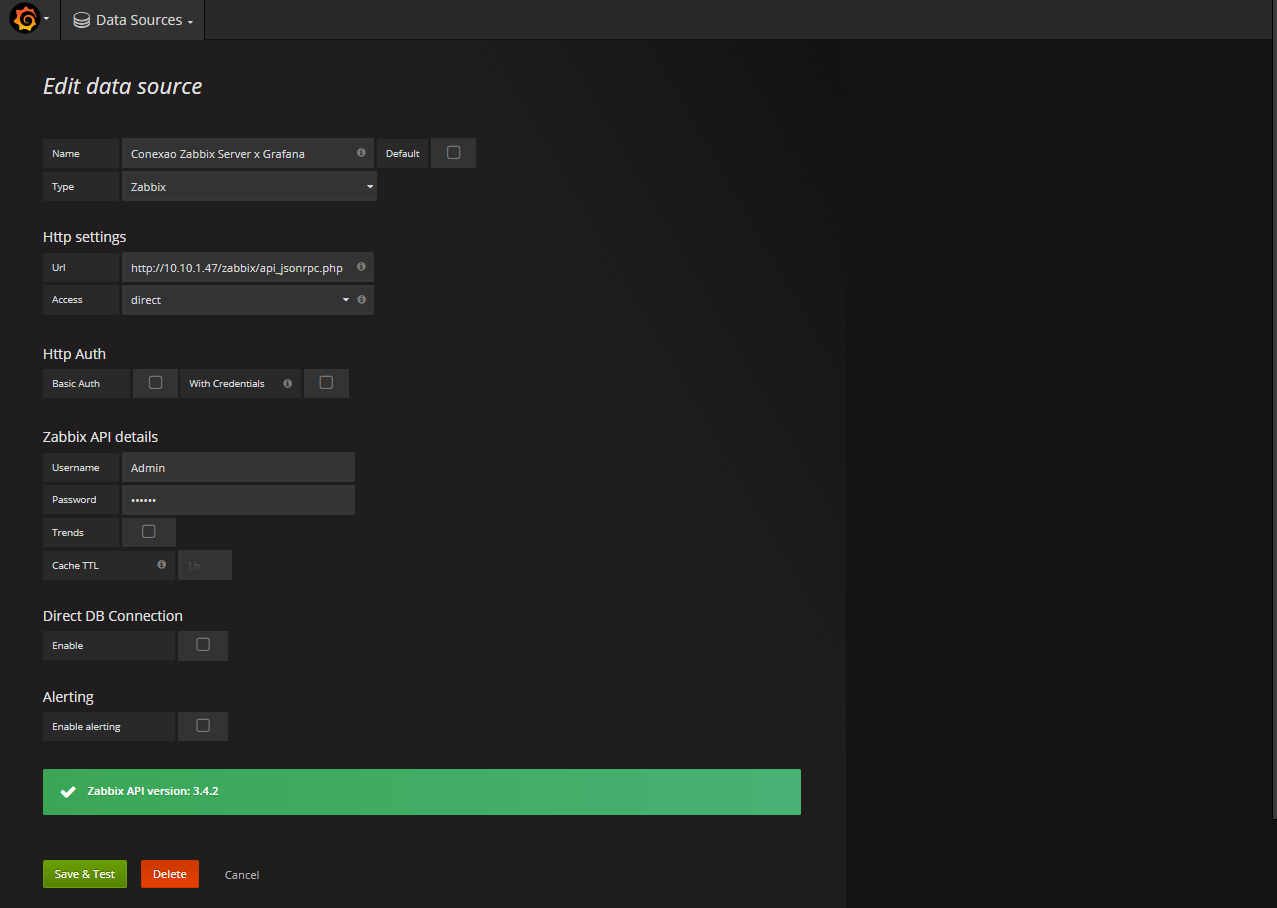 Data Sources
Edit data source
Name Conexao Zabbix Server x Grafana Default
Type Zabbix
Http settings
Url http://10.10.1.47/zabbix/api_jsonrpc.php
Access direct
Http Auth
Basic Auth With Credentials
Zabbix API details
Username Admin
Password ••••••
Trends
Cache TTL 1h
Direct DB Connection
Enable
Alerting
Enable alerting
Zabbix API version: 3.4.2
Save & Test Delete Cancel